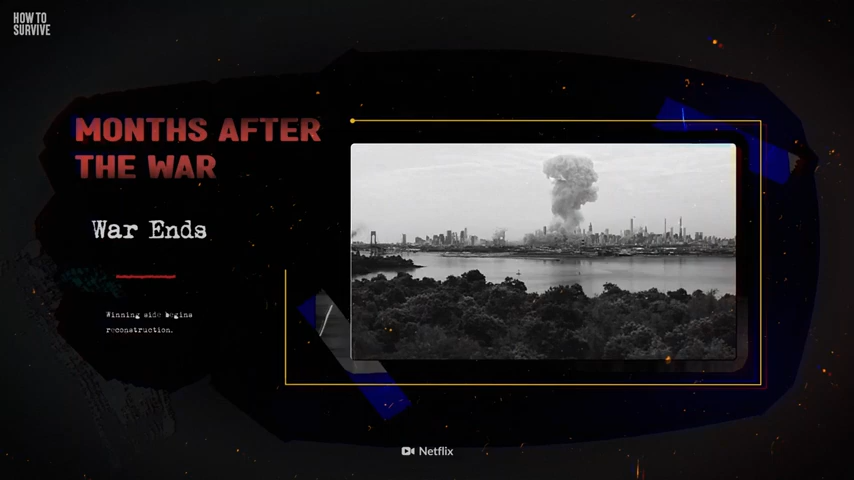 HOW TO
SURVIVE
MONTHS AFTER
THE WAR
War Ends
Winning side begins
reconstruction.
Netflix